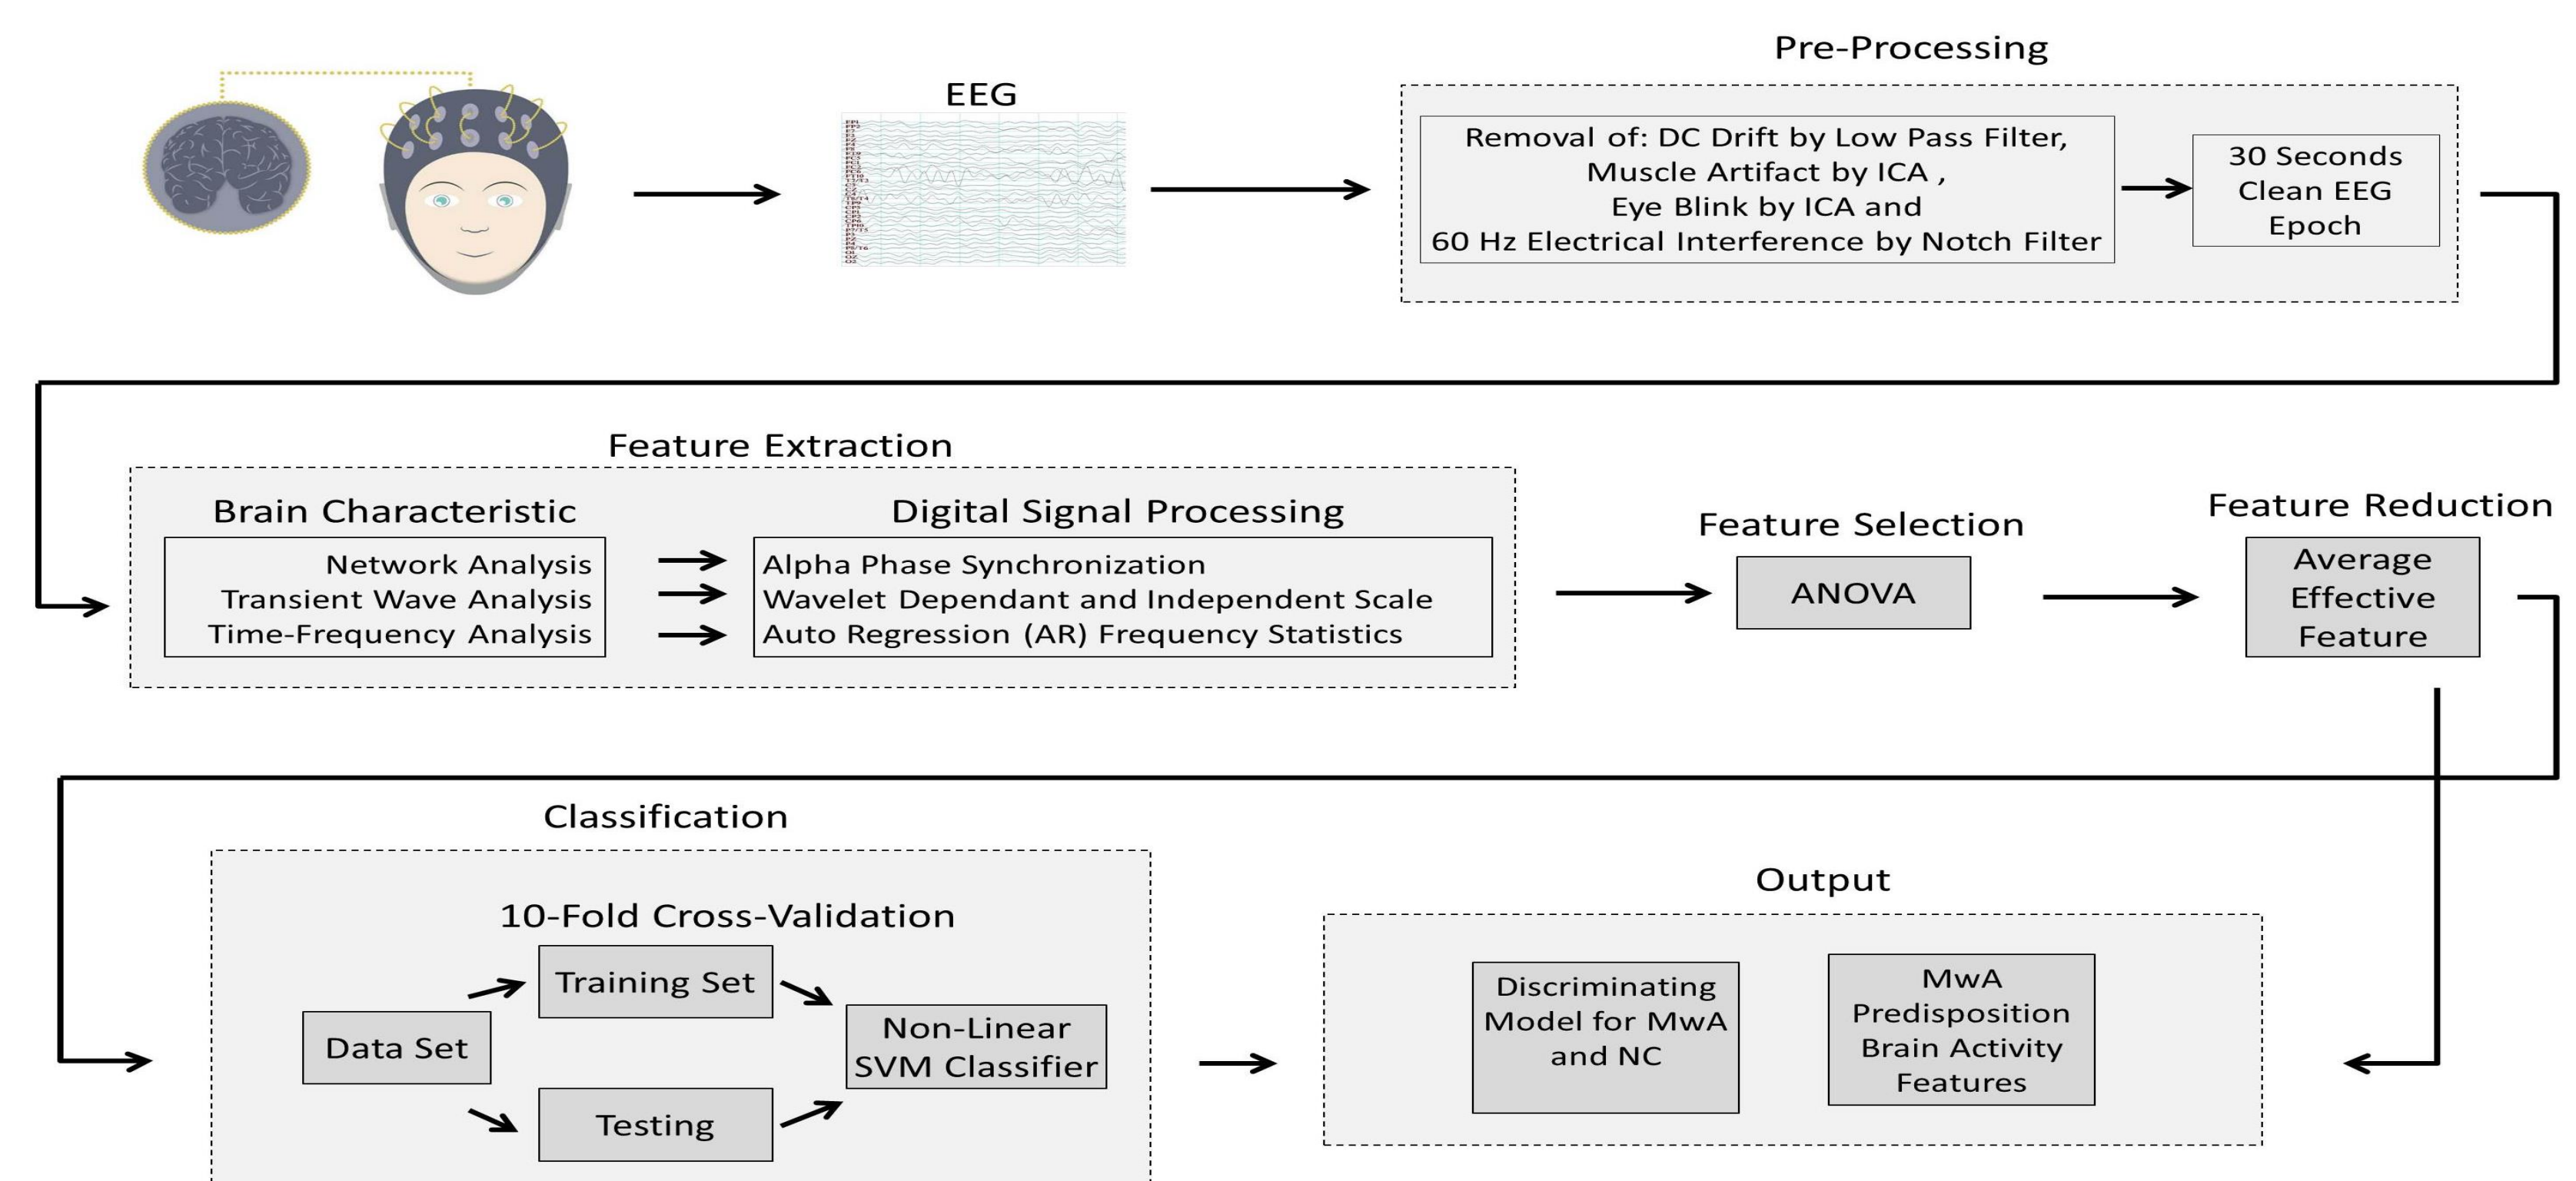 Pre-Processing
EEG
Removal of: DC Drift by Low Pass Filter,
Muscle Artifact by ICA ,
Eye Blink by ICA and
60 Hz Electrical Interference by Notch Filter
30 Seconds
Clean EEG
Epoch
Feature Extraction
Brain Characteristic
Network Analysis
Transient Wave Analysis
Time-Frequency Analysis
Digital Signal Processing
Alpha Phase Synchronization
Wavelet Dependant and Independent Scale
Auto Regression (AR) Frequency Statistics
Feature Selection
ANOVA
Feature Reduction
Average
Effective
Feature
Classification
10-Fold Cross-Validation
Data Set
Training Set
Testing
Non-Linear
SVM Classifier
Output
Discriminating
Model for MwA
and NC
MwA
Predisposition
Brain Activity
Features